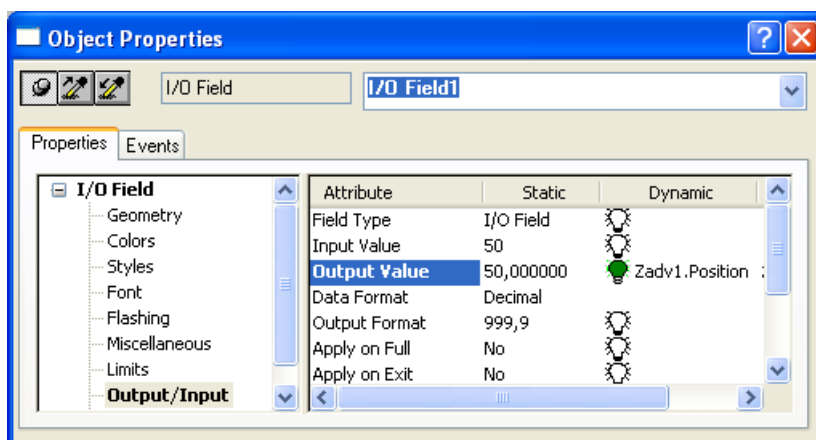 Object Properties
I/O Field I/O Field1
Properties Events
I/O Field
Geometry
Colors
Styles
Font
Flashing
Miscellaneous
Limits
Output/Input
Attribute Static Dynamic
Field Type I/O Field
Input Value 50
Output Value 50,000000 Zadv1.Position
Data Format Decimal
Output Format 999,9
Apply on Full No
Apply on Exit No